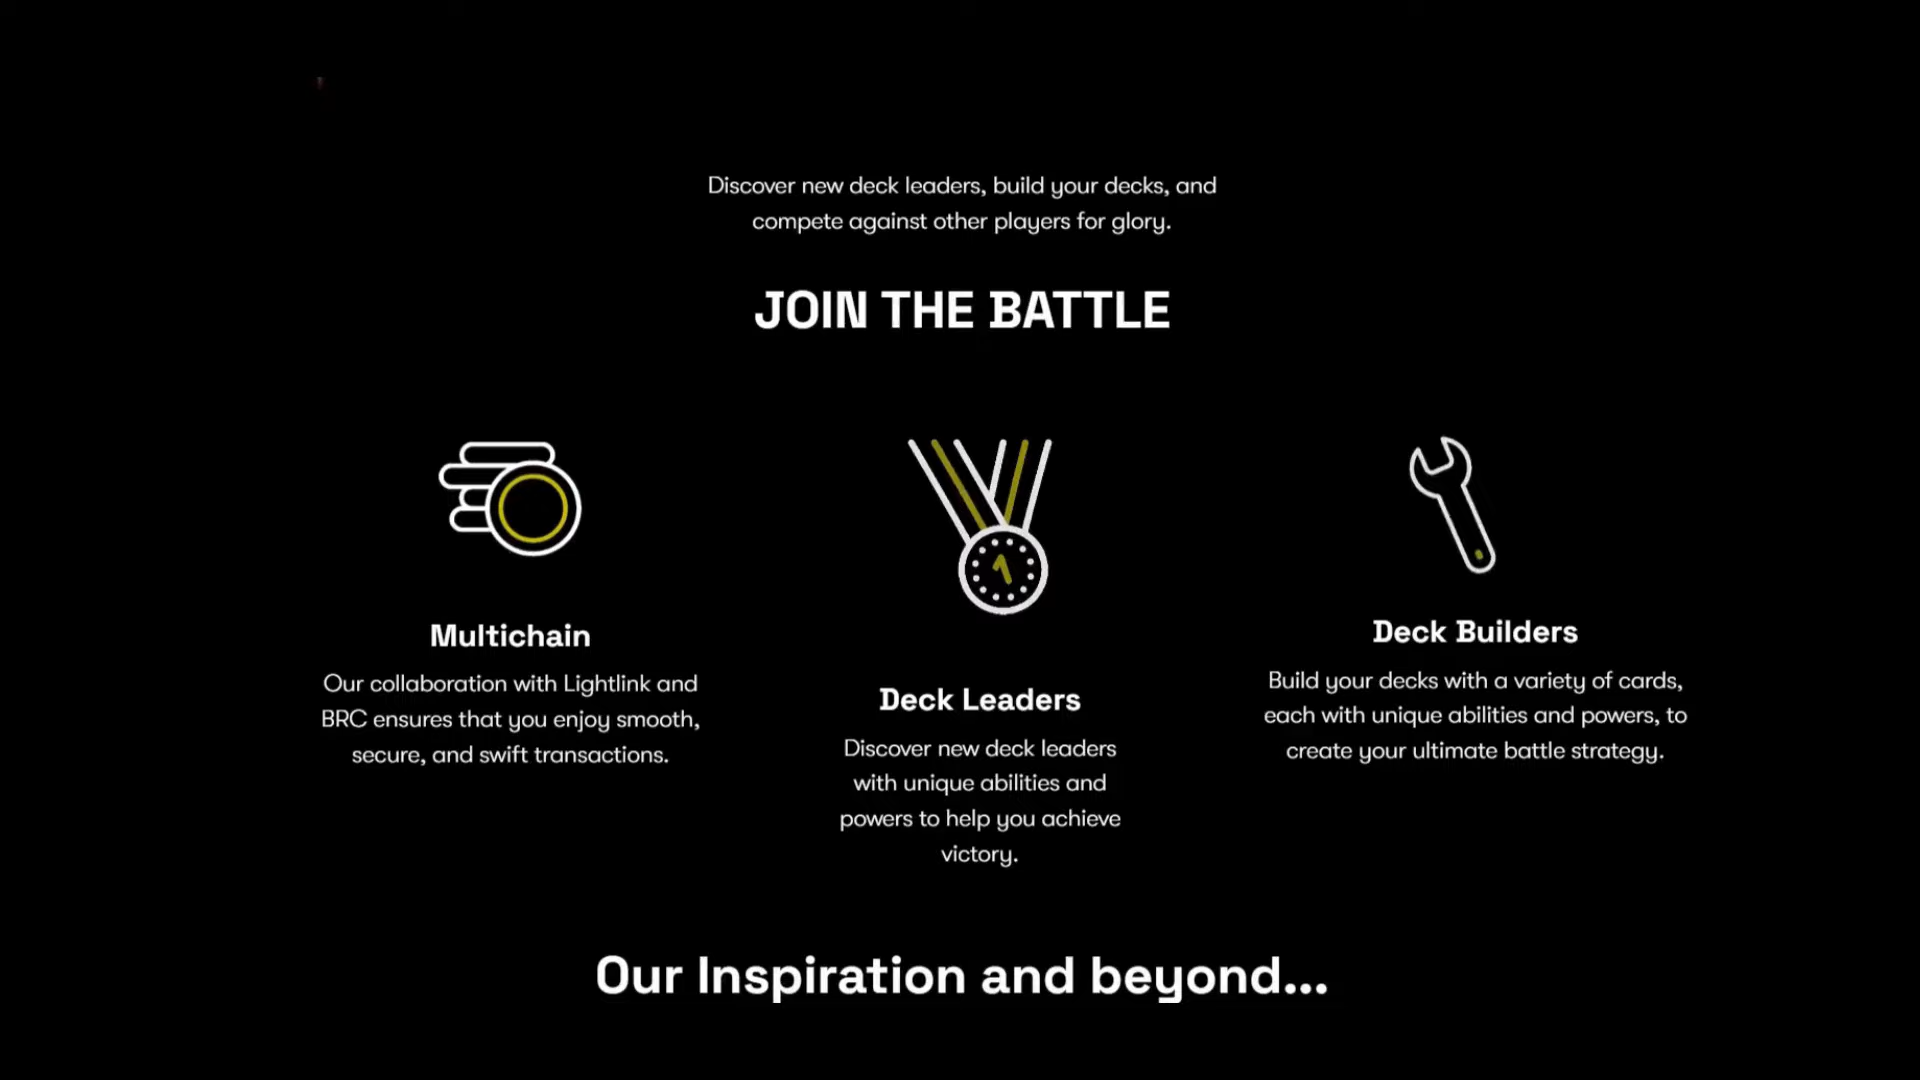 Discover new deck leaders, build your decks, and
compete against other players for glory.
JOIN THE BATTLE
Multichain
Our collaboration with Lightlink and
BRC ensures that you enjoy smooth,
secure, and swift transactions.
1
Deck Leaders
Discover new deck leaders
with unique abilities and
powers to help you achieve
victory.
Deck Builders
Build your decks with a variety of cards,
each with unique abilities and powers, to
create your ultimate battle strategy.
Our Inspiration and beyond...